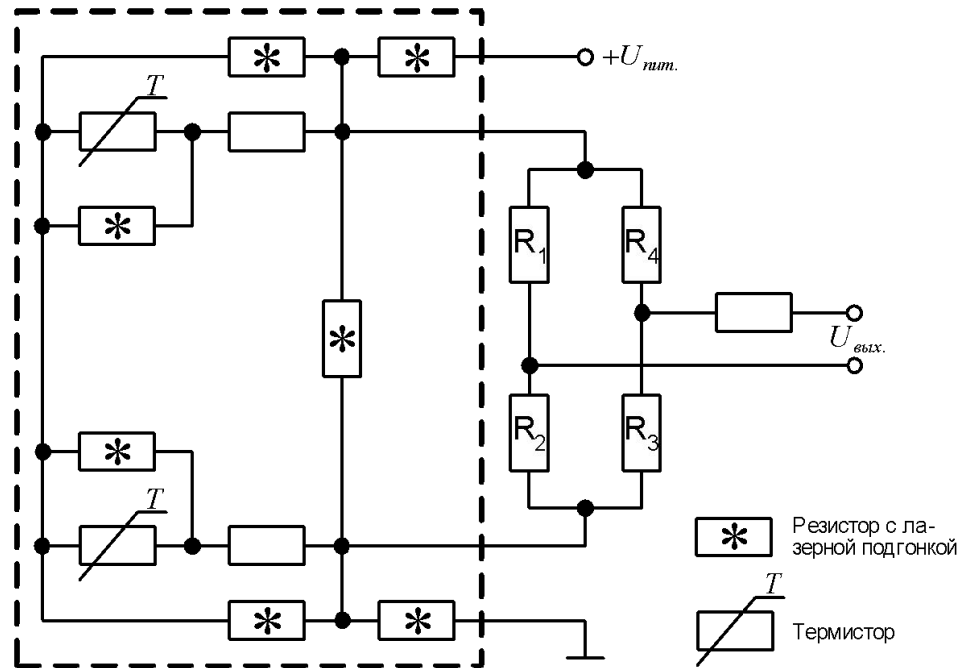 +U пит.
T
R1
R4
U вых.
R2
R3
T
Резистор с ла-
зерной подгонкой
T
Термистор